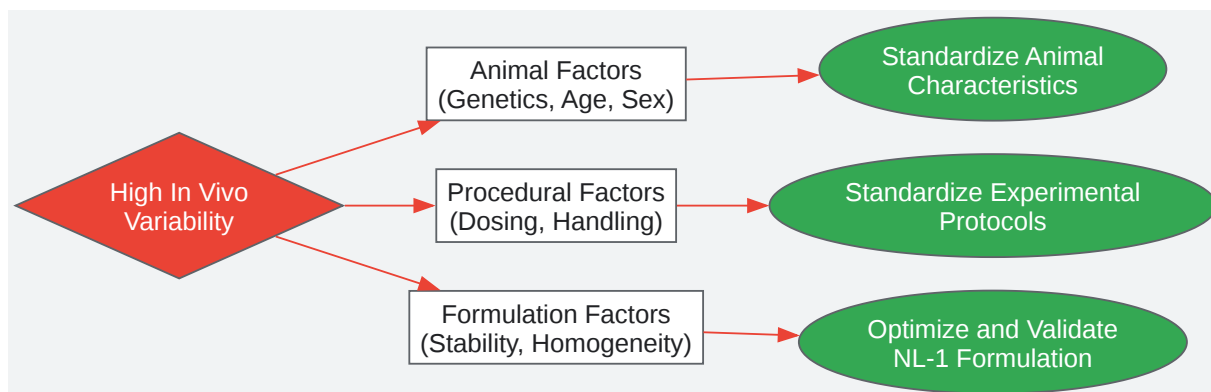 High In Vivo
Variability
Animal Factors
(Genetics, Age, Sex)
Standardize Animal
Characteristics
Procedural Factors
(Dosing, Handling)
Standardize Experimental
Protocols
Formulation Factors
(Stability, Homogeneity)
Optimize and Validate
NL-1 Formulation